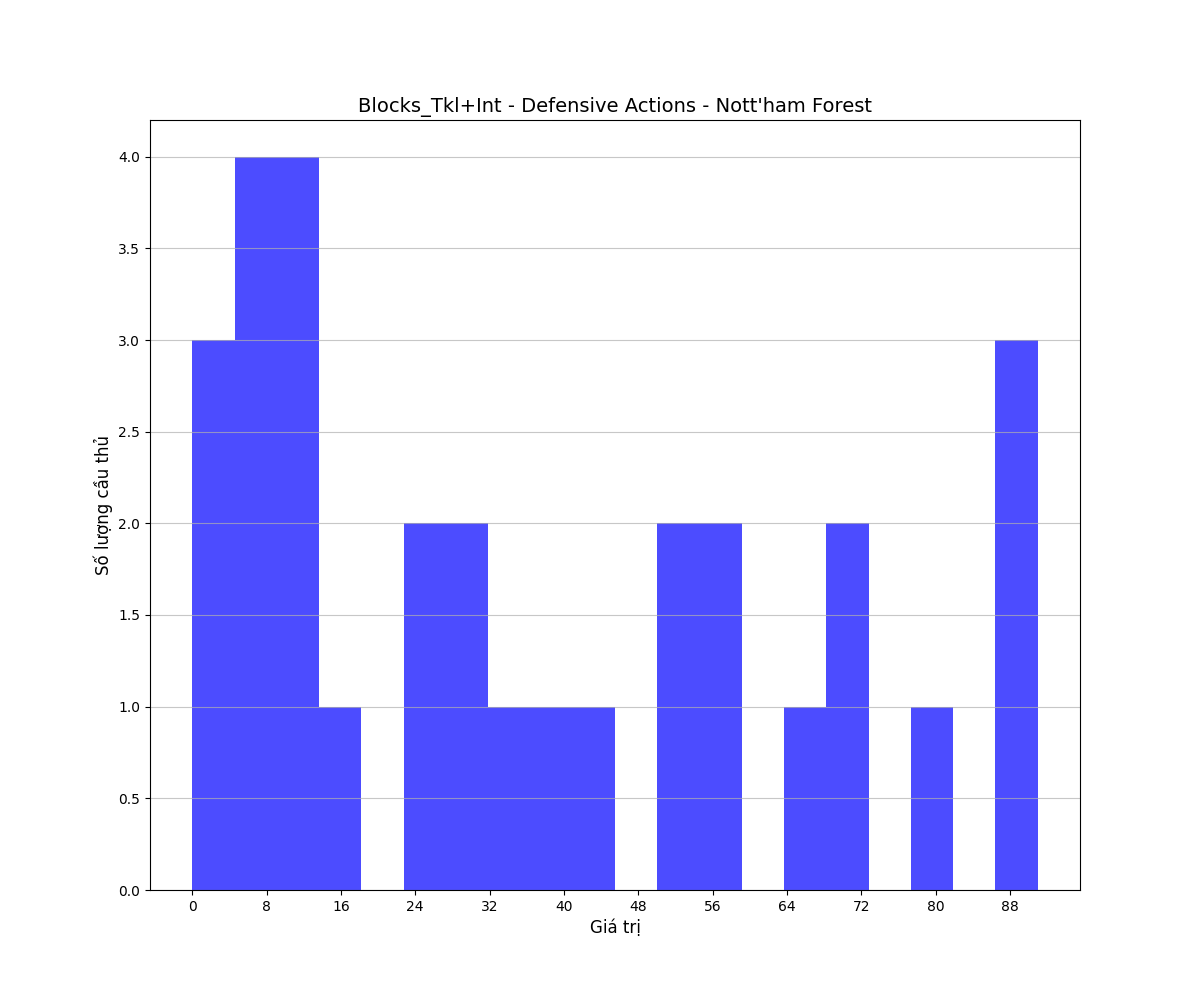 Blocks_Tkl+Int - Defensive Actions - Nott'ham Forest
4.0
3.5
3.0
2.5
2.0
1.5
1.0
0.5
0.0
Số lượng cầu thủ
0 8 16 24 32 40 48 56 64 72 80 88
Giá trị